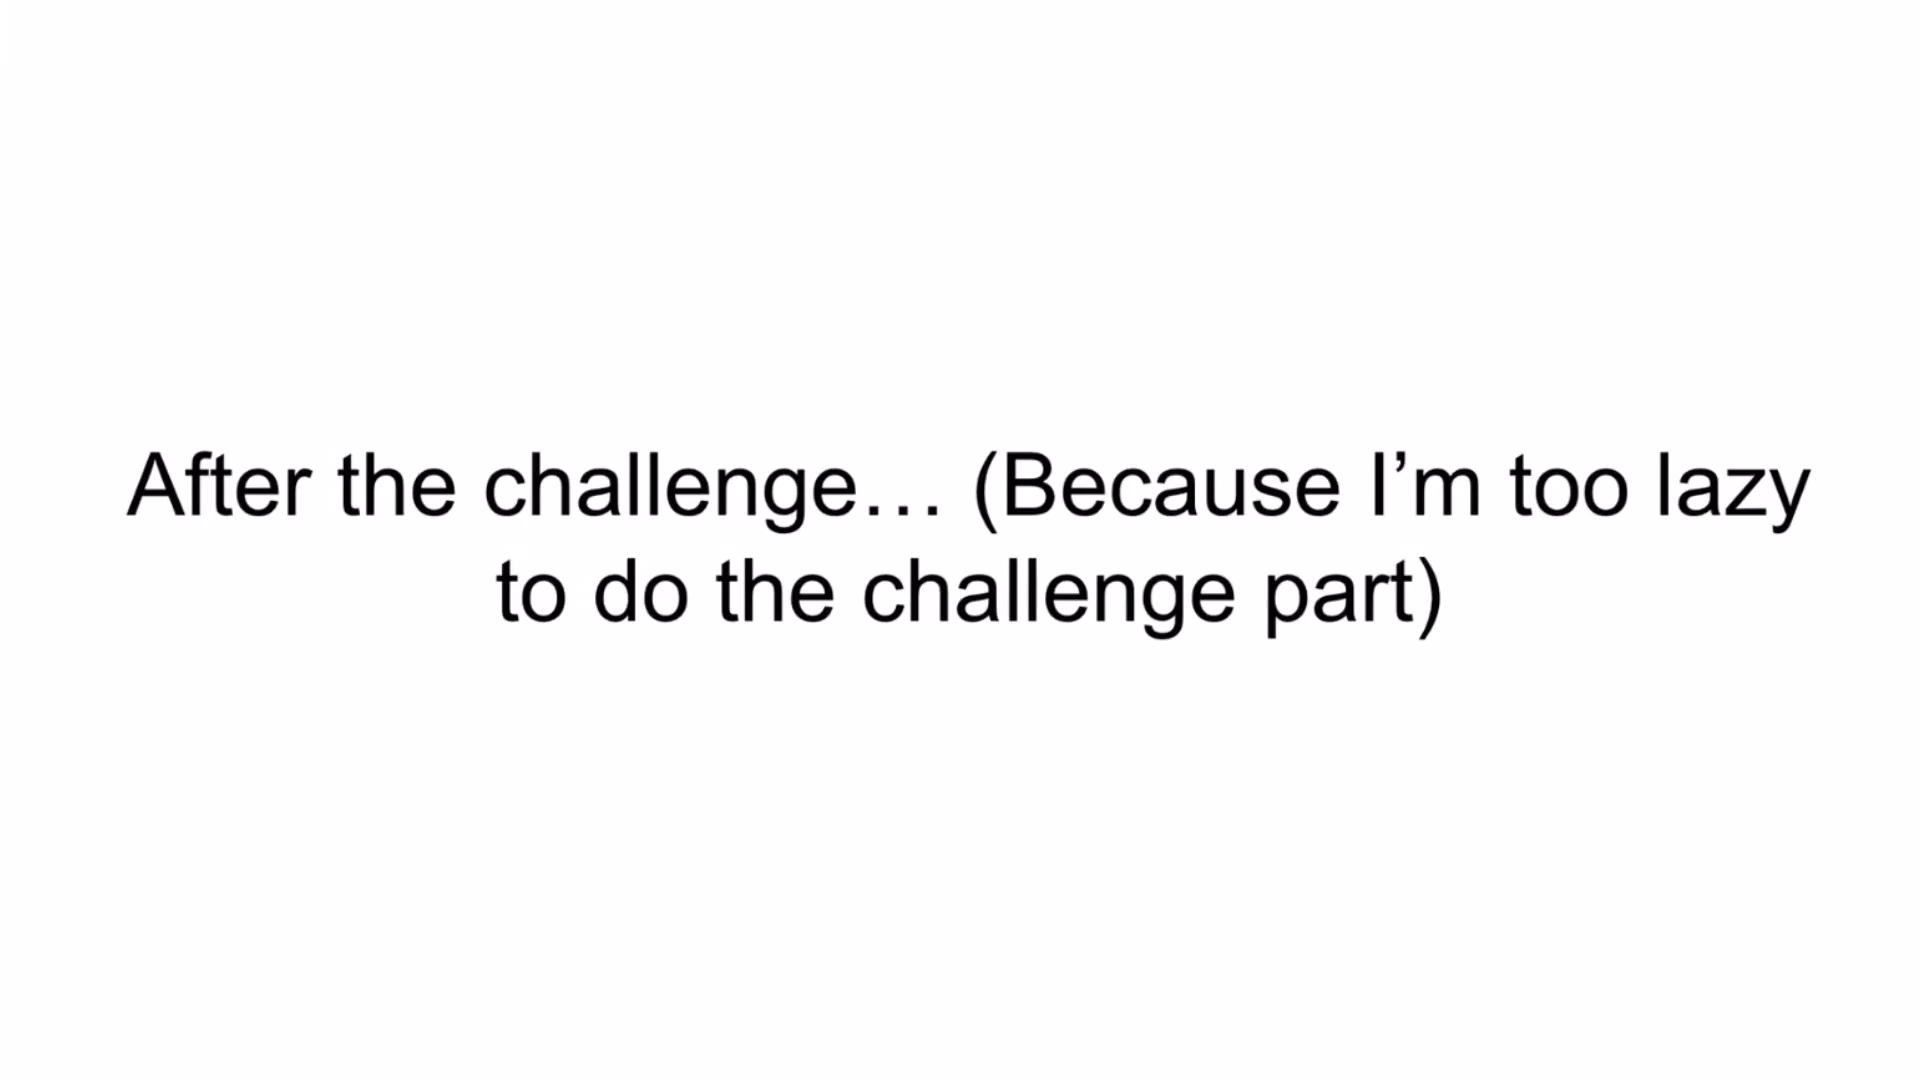 After the challenge… (Because I’m too lazy
to do the challenge part)